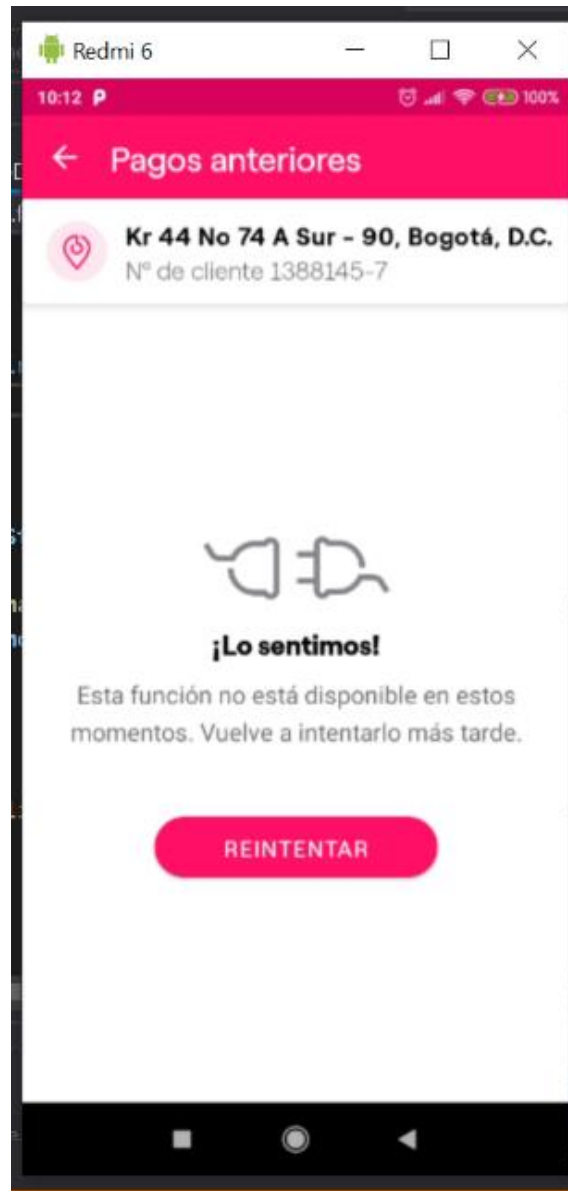 Redmi 6
10:12 P 100%
Pagos anteriores
Kr 44 No 74 A Sur - 90, Bogotá, D.C.
N° de cliente 1388145-7
¡Lo sentimos!
Esta función no está disponible en estos
momentos. Vuelve a intentarlo más tarde.
REINTENTAR